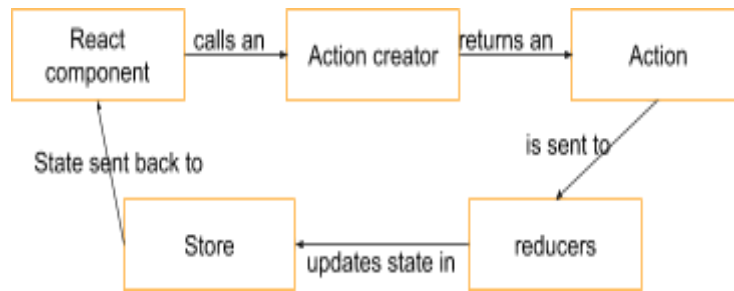 React
component
calls an
Action creator
returns an
Action
is sent to
reducers
updates state in
Store
State sent back to